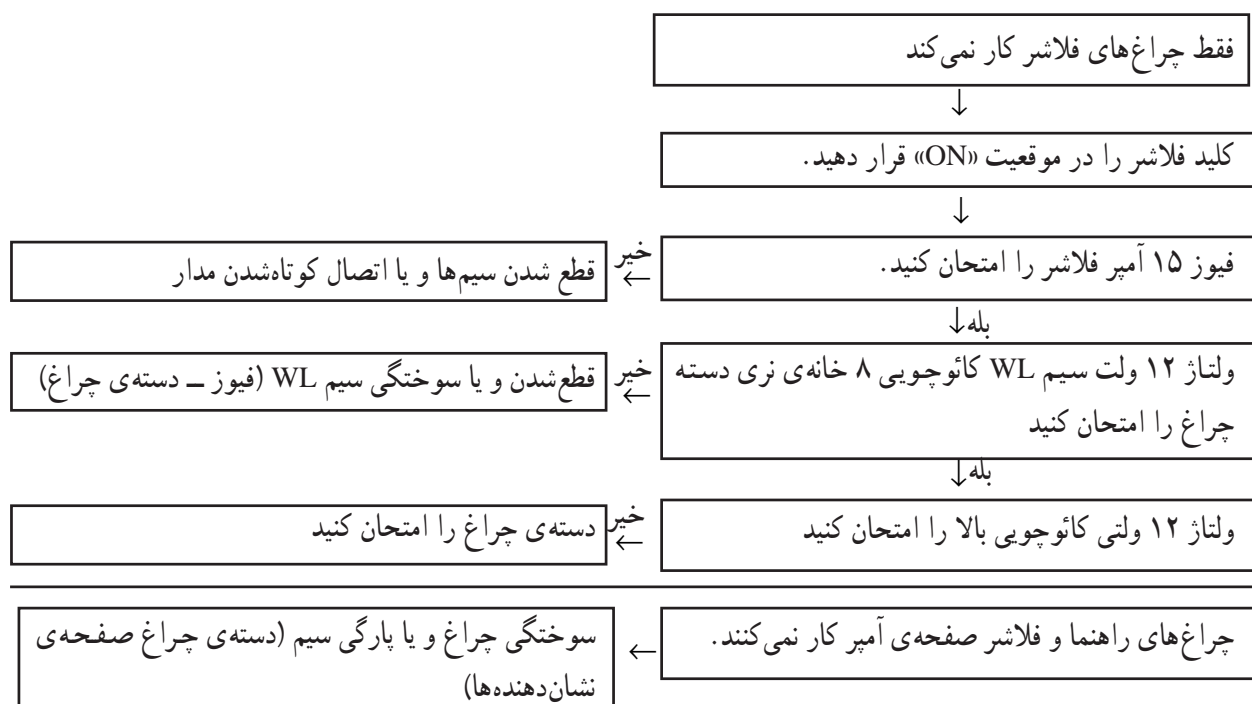 فقط چراغ‌های فلاشر کار نمی‌کند
↓
کلید فلاشر را در موقعیت «ON» قرار دهید.
↓
فیوز ۱۵ آمپر فلاشر را امتحان کنید.
خیر
←
قطع شدن سیم‌ها و یا اتصال کوتاه‌شدن مدار
بله↓
ولتاژ ۱۲ ولت سیم WL کائوچویی ۸ خانه‌ی نری دسته
چراغ را امتحان کنید
خیر
←
قطع‌شدن و یا سوختگی سیم WL (فیوز ــ دسته‌ی چراغ)
بله↓
ولتاژ ۱۲ ولتی کائوچویی بالا را امتحان کنید
خیر
←
دسته‌ی چراغ را امتحان کنید
چراغ‌های راهنما و فلاشر صفحه‌ی آمپر کار نمی‌کنند.
←
سوختگی چراغ و یا پارگی سیم (دسته‌ی چراغ صفحه‌ی
نشان‌دهنده‌ها)